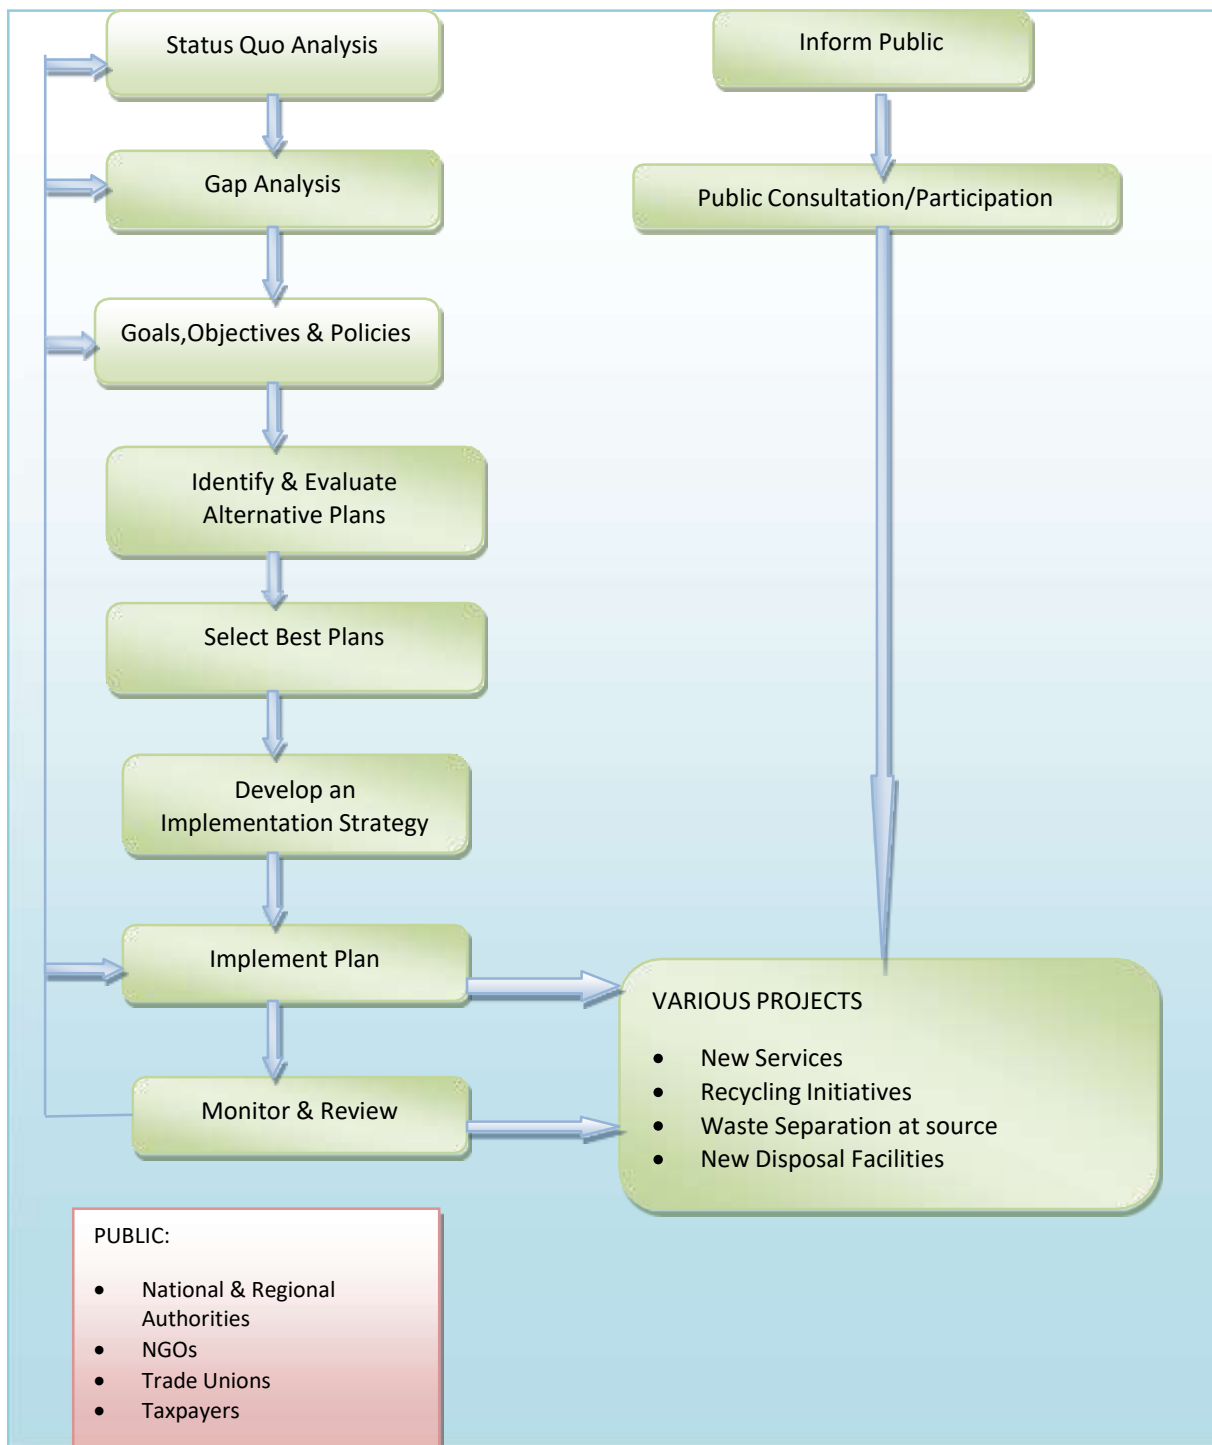 Status Quo Analysis
Gap Analysis
Goals,Objectives & Policies
Identify & Evaluate
Alternative Plans
Select Best Plans
Develop an
Implementation Strategy
Implement Plan
Monitor & Review
Inform Public
Public Consultation/Participation
VARIOUS PROJECTS
• New Services
• Recycling Initiatives
• Waste Separation at source
• New Disposal Facilities
PUBLIC:
• National & Regional
Authorities
• NGOs
• Trade Unions
• Taxpayers